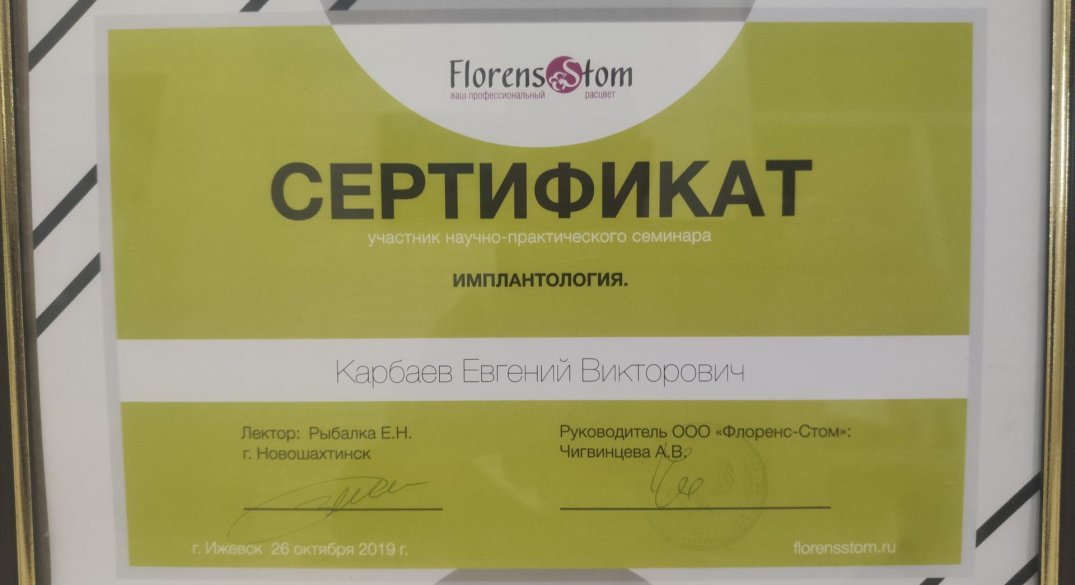 FlorensStom
ваш профессиональный расцвет
СЕРТИФИКАТ
участник научно-практического семинара
ИМПЛАНТОЛОГИЯ.
Карбаев Евгений Викторович
Лектор: Рыбалка Е.Н.
г. Новошахтинск
Руководитель ООО «Флоренс-Стом»:
Чигвинцева А.В.
г. Ижевск 26 октября 2019 г.
florensstom.ru